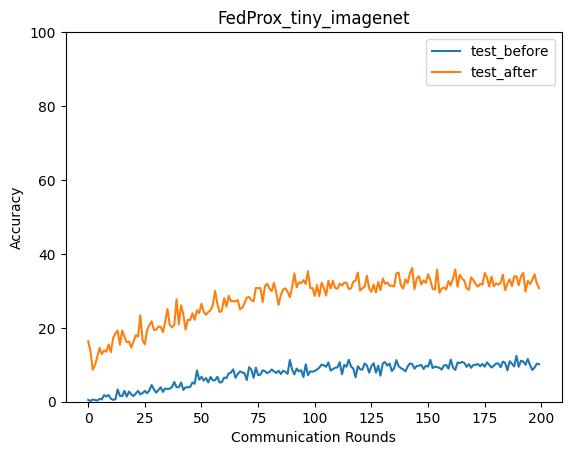 FedProx_tiny_imagenet
test_before
test_after
Accuracy
100
80
60
40
20
0
0 25 50 75 100 125 150 175 200
Communication Rounds